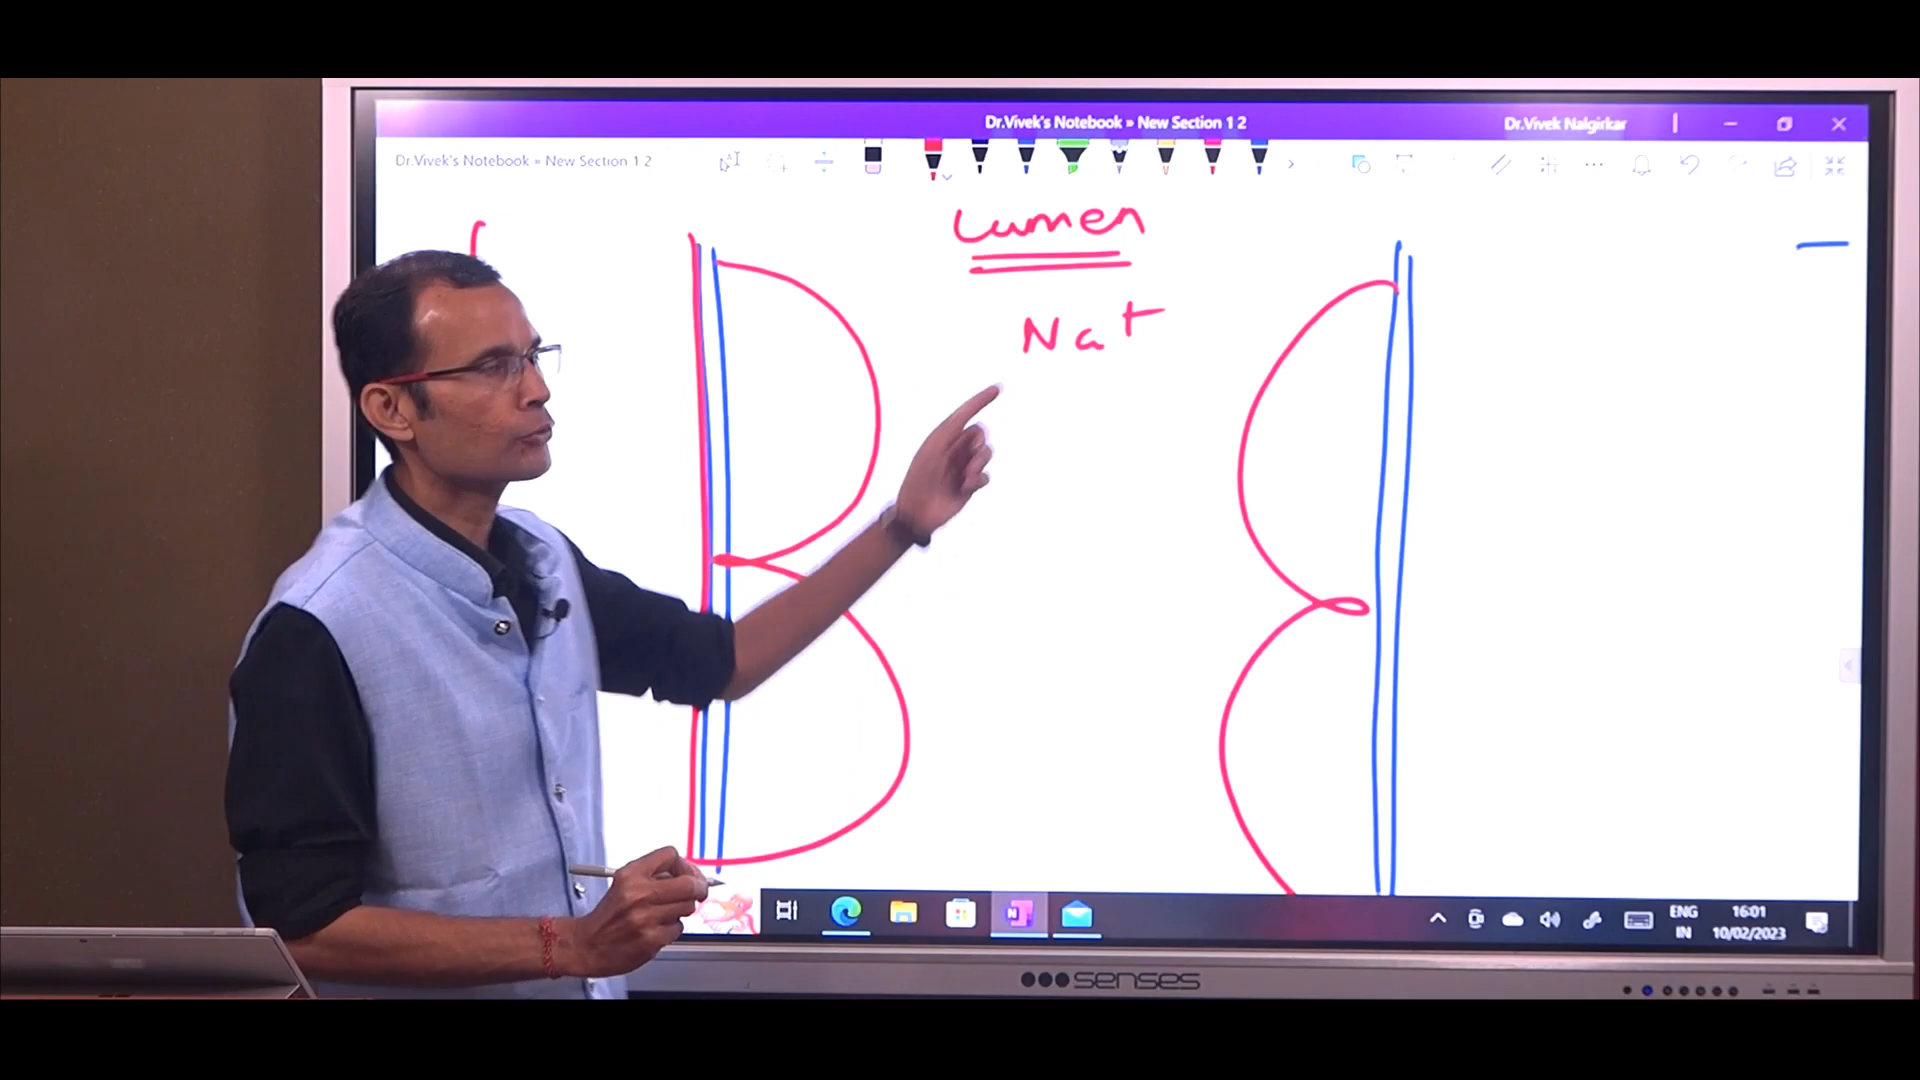 Dr.Vivek's Notebook » New Section 1 2
Dr.Vivek Nalgirkar
Dr.Vivek's Notebook » New Section 1 2
Lumen
Na+
ENG
IN
16:01
10/02/2023
senses